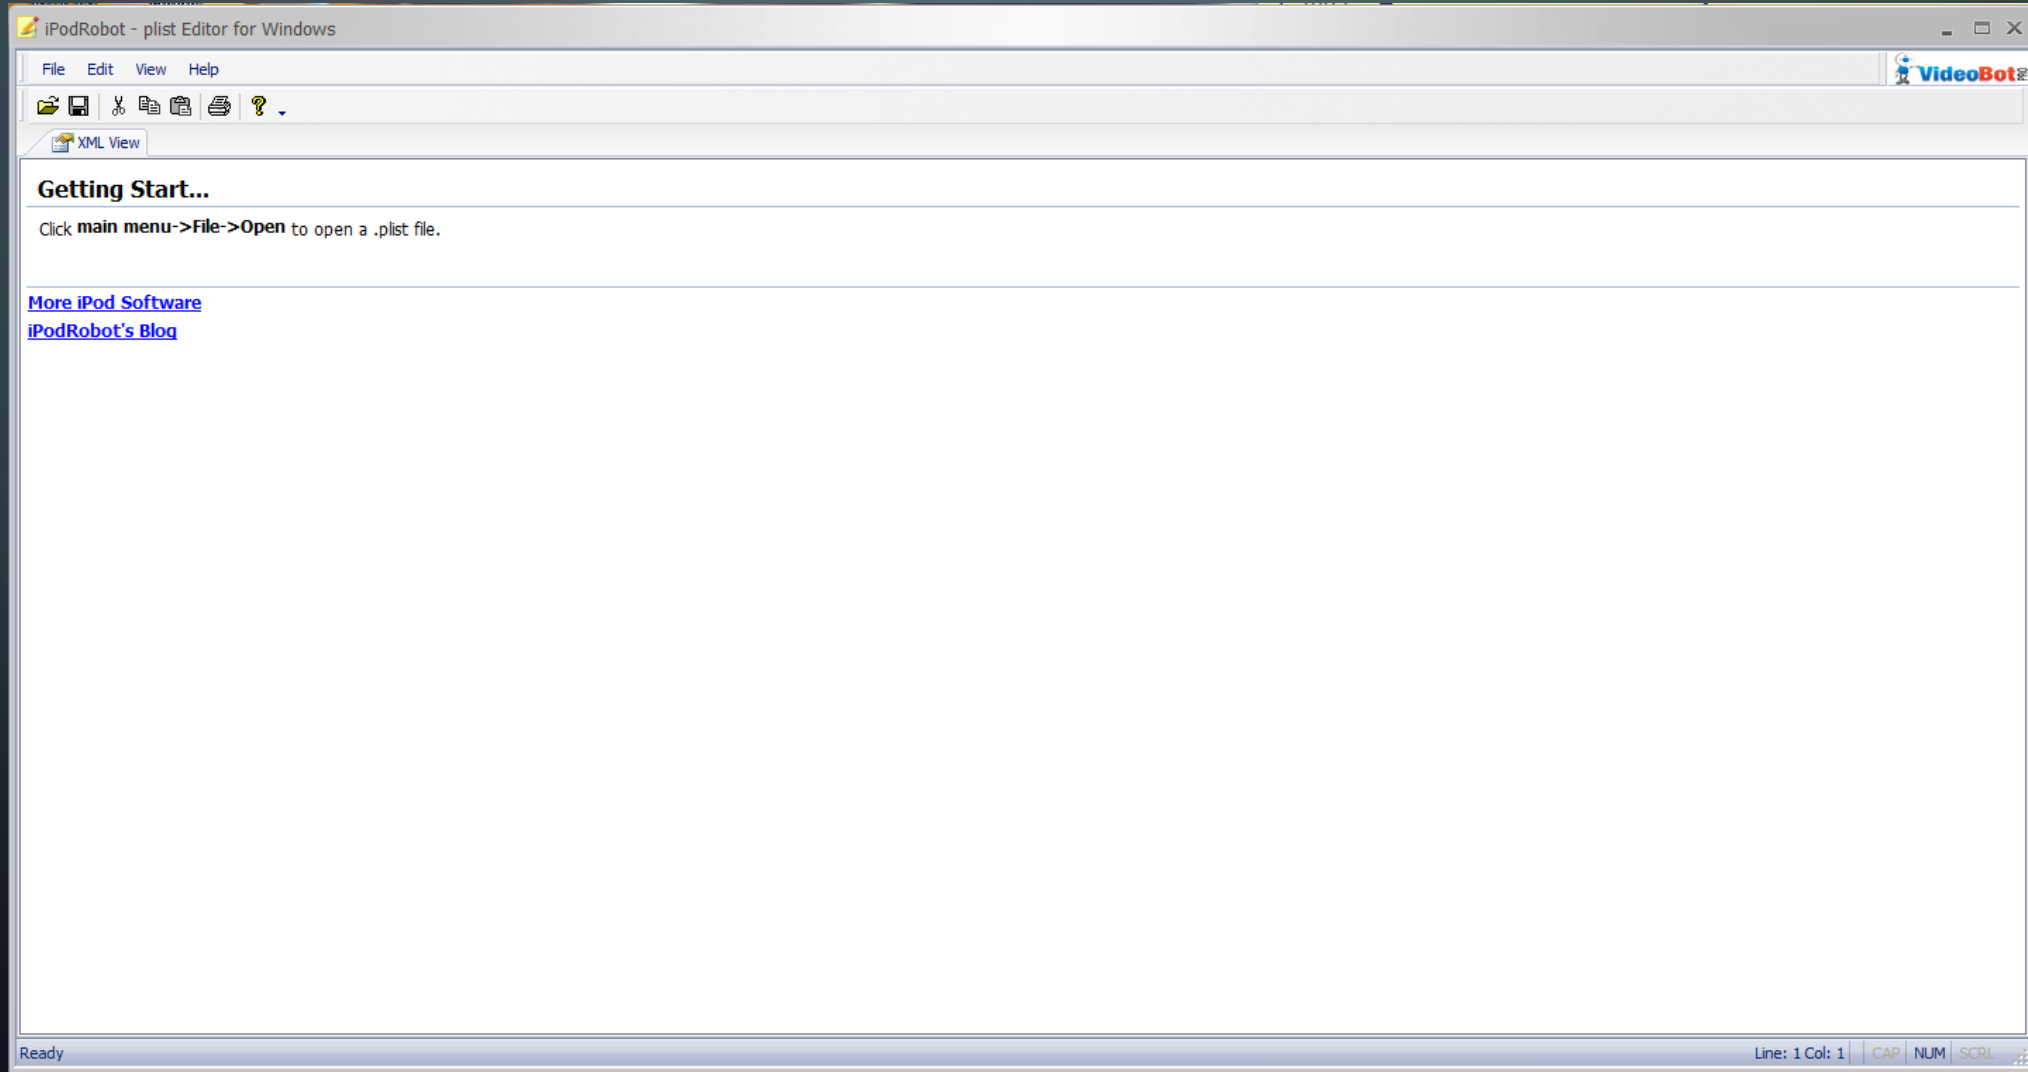 iPodRobot - plist Editor for Windows
File Edit View Help
VideoBot
XML View
Getting Start...
Click main menu->File->Open to open a .plist file.
More iPod Software
iPodRobot's Blog
Ready
Line: 1 Col: 1 CAP NUM SCRL